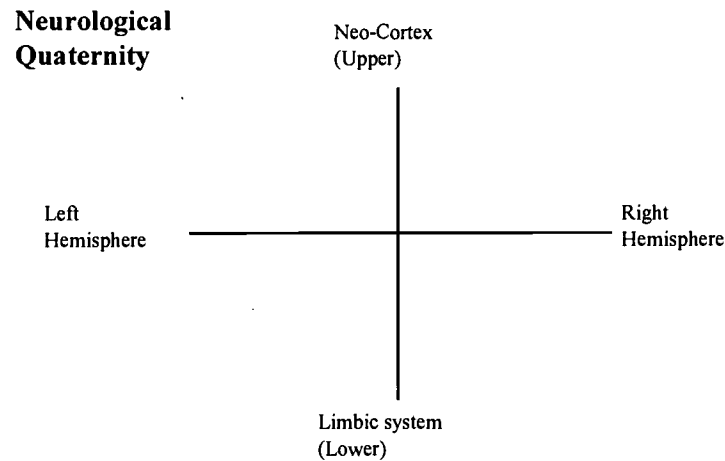 Neurological
Quaternity
Neo-Cortex
(Upper)
Left
Hemisphere
Right
Hemisphere
Limbic system
(Lower)